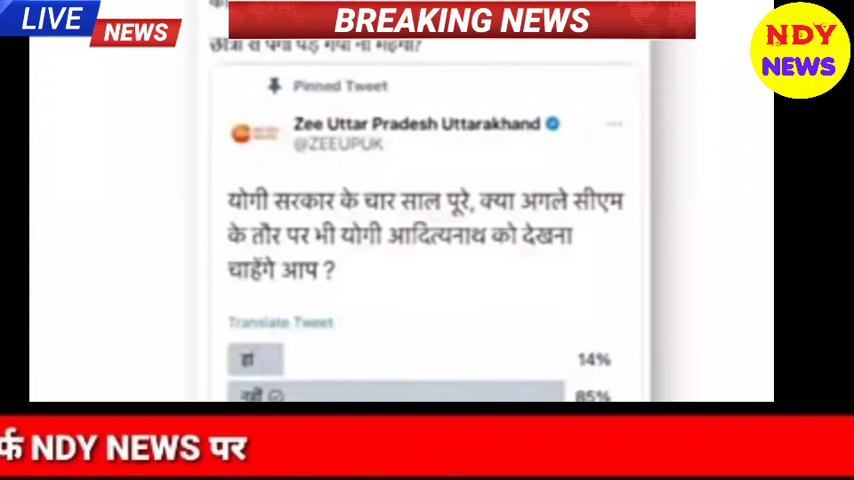 LIVE
NEWS
BREAKING NEWS
NDY
NEWS
Pinned Tweet
Zee Uttar Pradesh Uttarakhand
@ZEEUPUK
योगी सरकार के चार साल पूरे, क्या अगले सीएम
के तौर पर भी योगी आदित्यनाथ को देखना
चाहेंगे आप ?
Translate Tweet
हां 14%
नहीं 85%
NDY NEWS पर